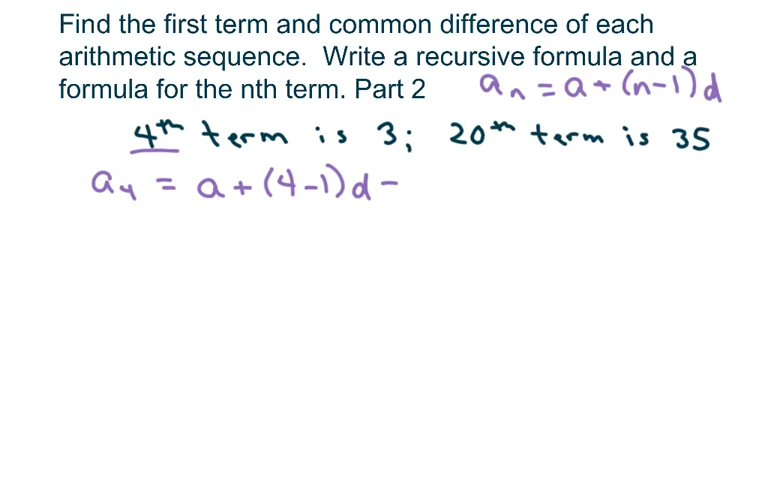 Find the first term and common difference of each
arithmetic sequence. Write a recursive formula and a
formula for the nth term. Part 2 aₙ = a + (n-1)d
4th term is 3; 20th term is 35
a₄ = a + (4-1)d -